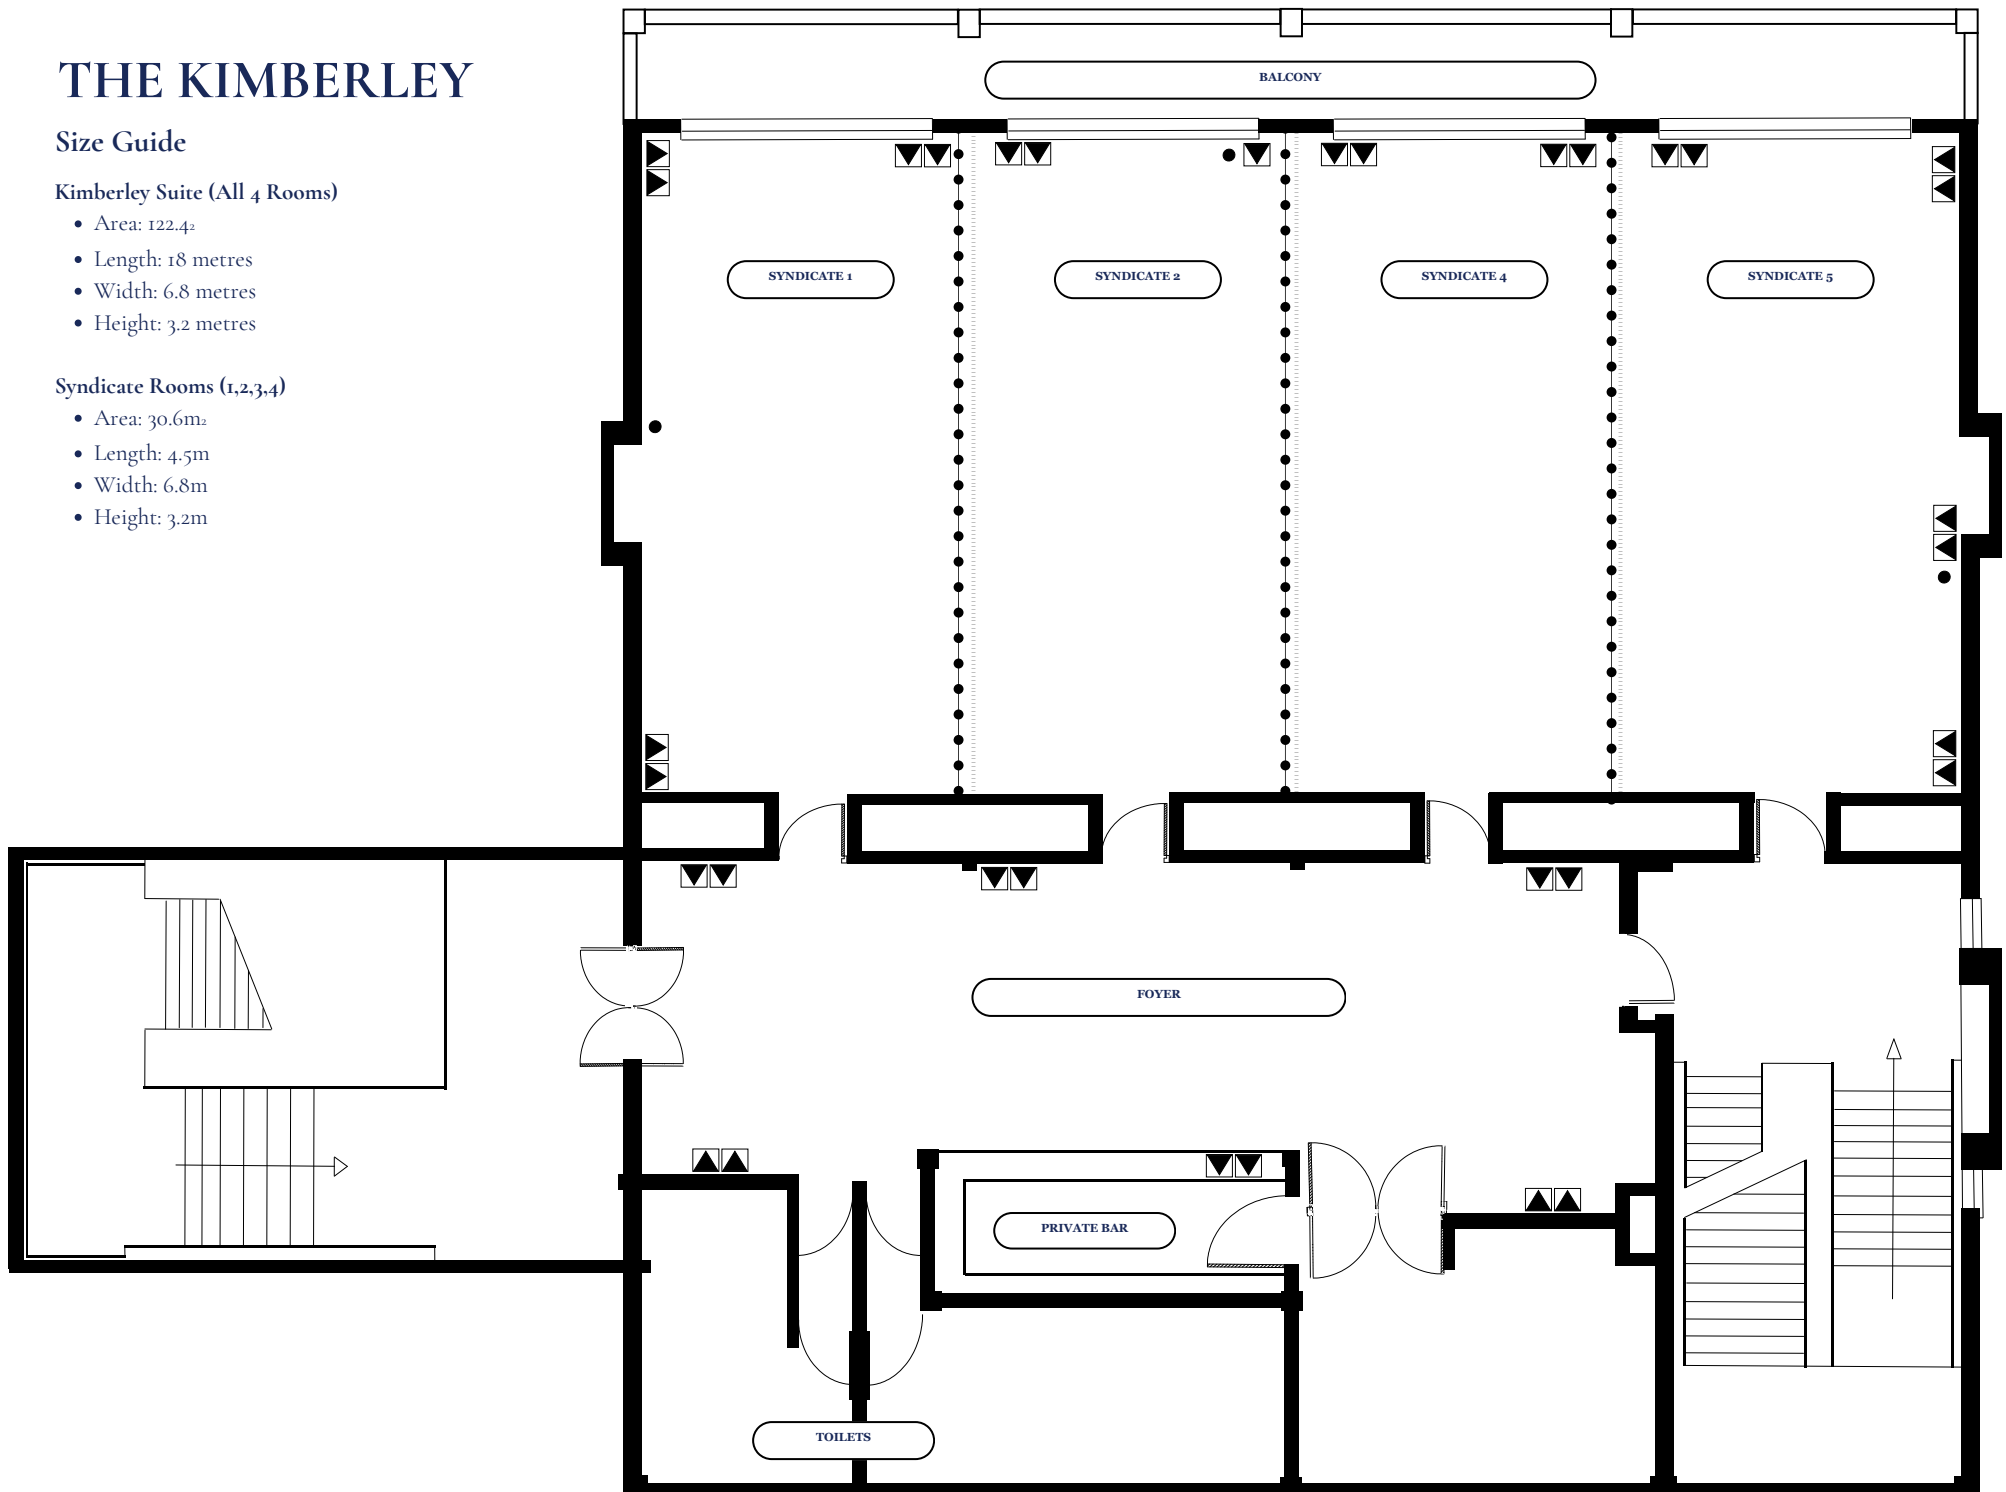 THE KIMBERLEY
Size Guide
Kimberley Suite (All 4 Rooms)
• Area: 122.4₂
• Length: 18 metres
• Width: 6.8 metres
• Height: 3.2 metres
Syndicate Rooms (1,2,3,4)
• Area: 30.6m₂
• Length: 4.5m
• Width: 6.8m
• Height: 3.2m
BALCONY
SYNDICATE 1
SYNDICATE 2
SYNDICATE 4
SYNDICATE 5
FOYER
PRIVATE BAR
TOILETS